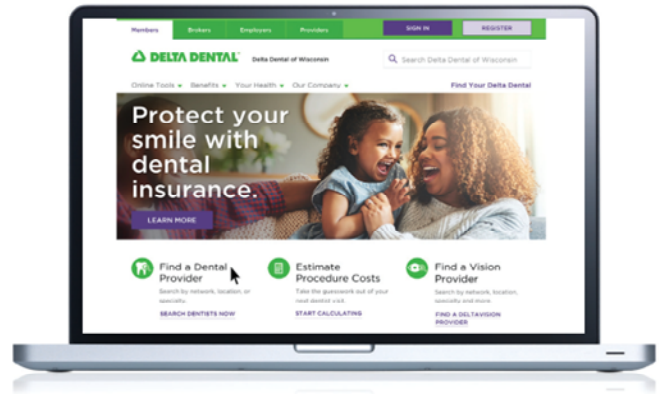 Members Brokers Employers Providers SIGN IN REGISTER
DELTA DENTAL Delta Dental of Wisconsin Search Delta Dental of Wisconsin
Online Tools Benefits Your Health Our Company Find Your Delta Dental
Protect your
smile with
dental
insurance.
LEARN MORE
Find a Dental
Provider
Search by network, location, or
specialty.
SEARCH DENTISTS NOW
Estimate
Procedure Costs
Take the guesswork out of your
next dentist visit.
START CALCULATING
Find a Vision
Provider
Search by network, location,
specialty and more.
FIND A DELTAVISION
PROVIDER